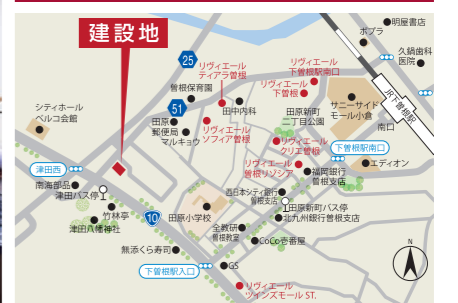 建設地
明屋書店
ポプラ
久鍋歯科
医院
JR下曽根駅
南口
25
リヴィエール
ティアラ曽根
リヴィエール
下曽根駅南口
リヴィエール
下曽根
曽根保育園
田中内科
51
田原
郵便局
マルキョウ
リヴィエール
ソフィア曽根
田原新町
二丁目公園
サニーサイド
モール小倉
シティホール
ベルコ会館
リヴィエール
クリエ曽根
下曽根駅南口
エディオン
リヴィエール
曽根リゾシア
福岡銀行
曽根支店
津田西
南海部品
津田バス停
竹林亭
津田八幡神社
10
田原小学校
西日本シティ銀行
曽根支店
田原新町バス停
北九州銀行曽根支店
全教研
曽根教室
CoCo壱番屋
無添くら寿司
下曽根駅入口
GS
リヴィエール
ツインズモール ST.
N